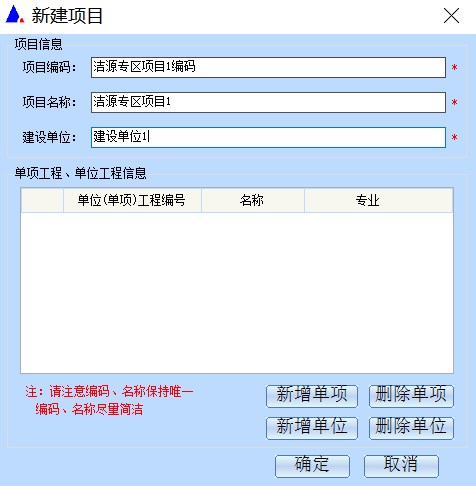 新建项目
项目信息
项目编码： 洁源专区项目1编码 *
项目名称： 洁源专区项目1 *
建设单位： 建设单位1 *
单项工程、单位工程信息
单位(单项)工程编号 名称 专业
注：请注意编码、名称保持唯一
编码、名称尽量简洁
新增单项 删除单项
新增单位 删除单位
确定 取消